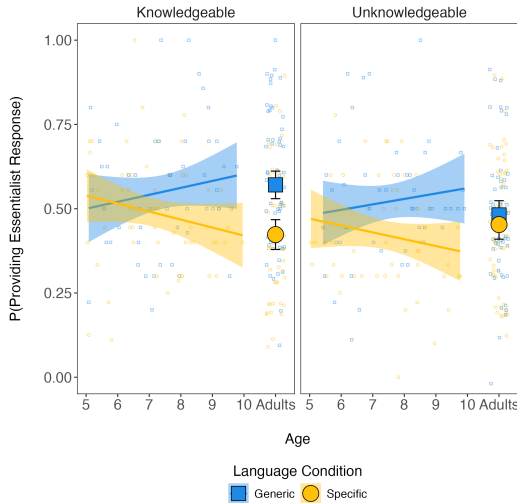 Knowledgeable Unknowledgeable
P(Providing Essentialist Response)
1.00
0.75
0.50
0.25
0.00
5 6 7 8 9 10 Adults 5 6 7 8 9 10 Adults
Age
Language Condition
Generic Specific